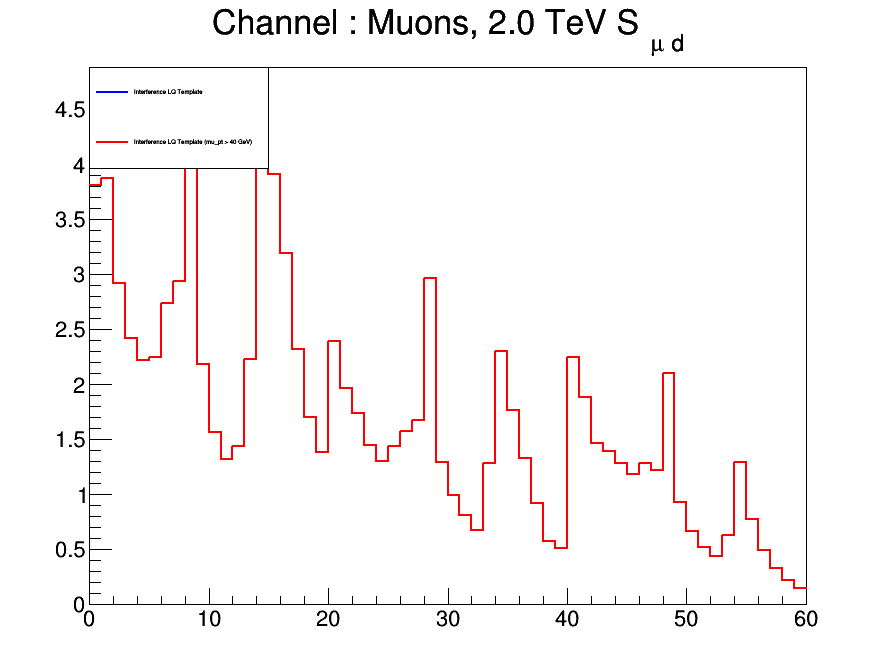 Channel : Muons, 2.0 TeV S μ d
Interference LQ Template
Interference LQ Template (mu_pt > 40 GeV)
4.5
4
3.5
3
2.5
2
1.5
1
0.5
0
0 10 20 30 40 50 60